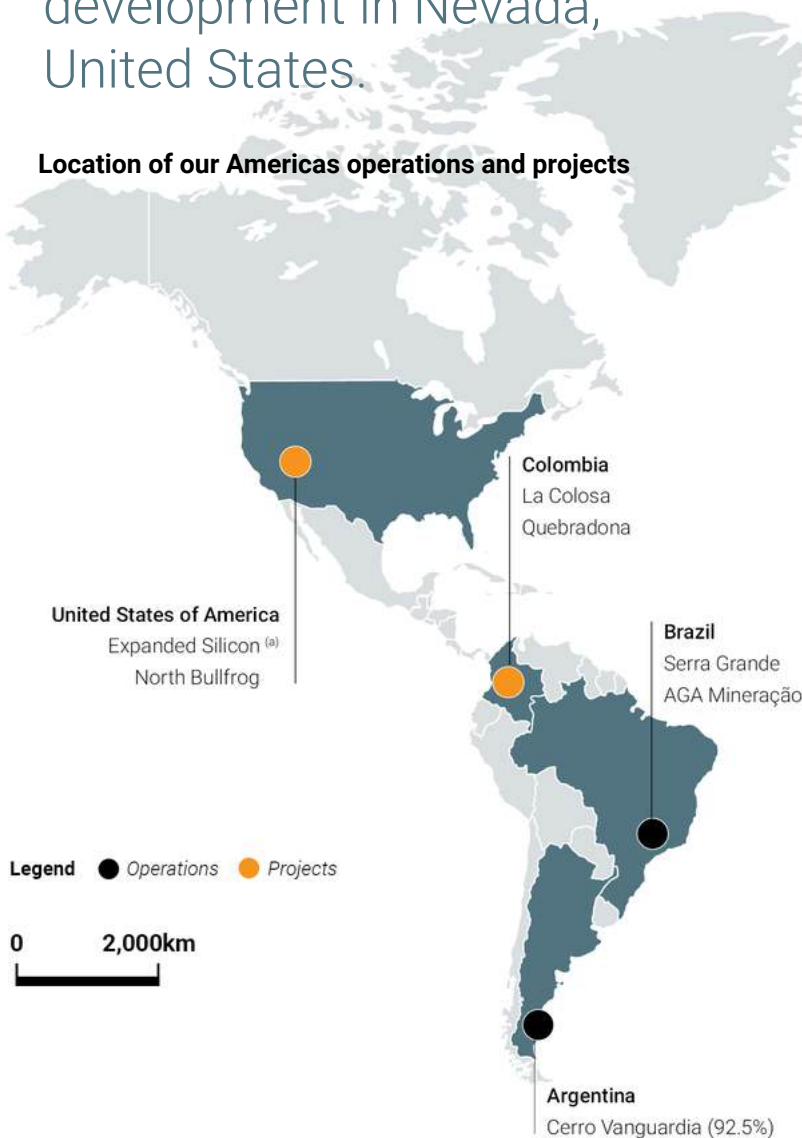 development in Nevada,
United States.
Location of our Americas operations and projects
Colombia
La Colosa
Quebradona
United States of America
Expanded Silicon (a)
North Bullfrog
Brazil
Serra Grande
AGA Mineração
Legend Operations Projects
0 2,000km
Argentina
Cerro Vanguardia (92.5%)